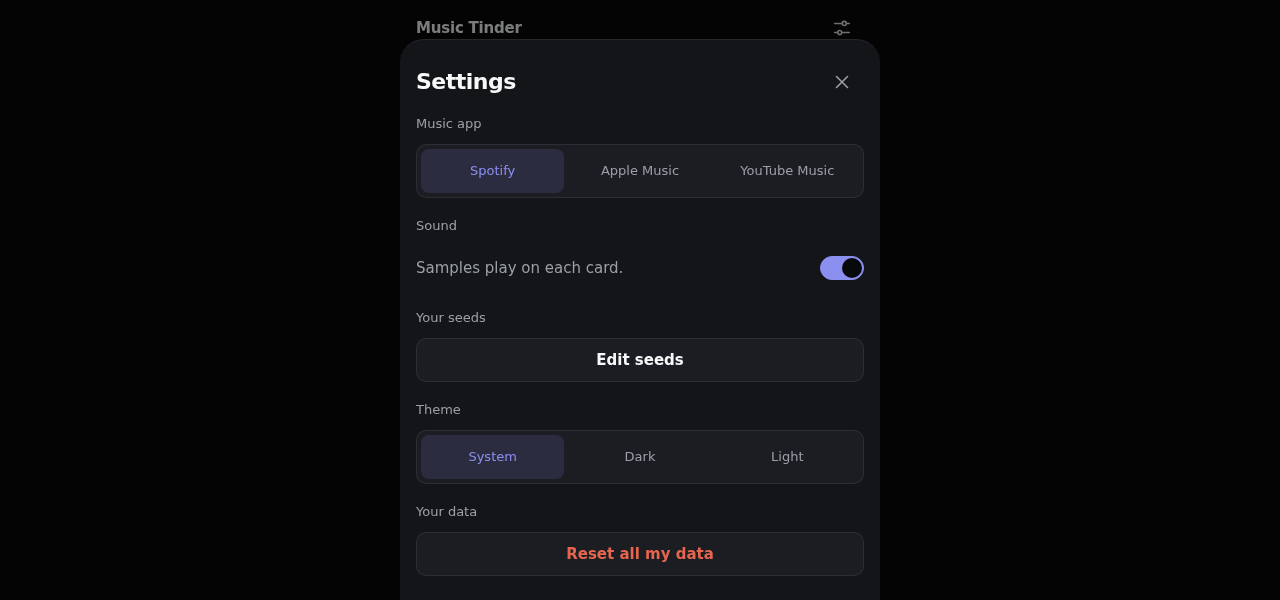 Music Tinder
Settings
Music app
Spotify Apple Music YouTube Music
Sound
Samples play on each card.
Your seeds
Edit seeds
Theme
System Dark Light
Your data
Reset all my data